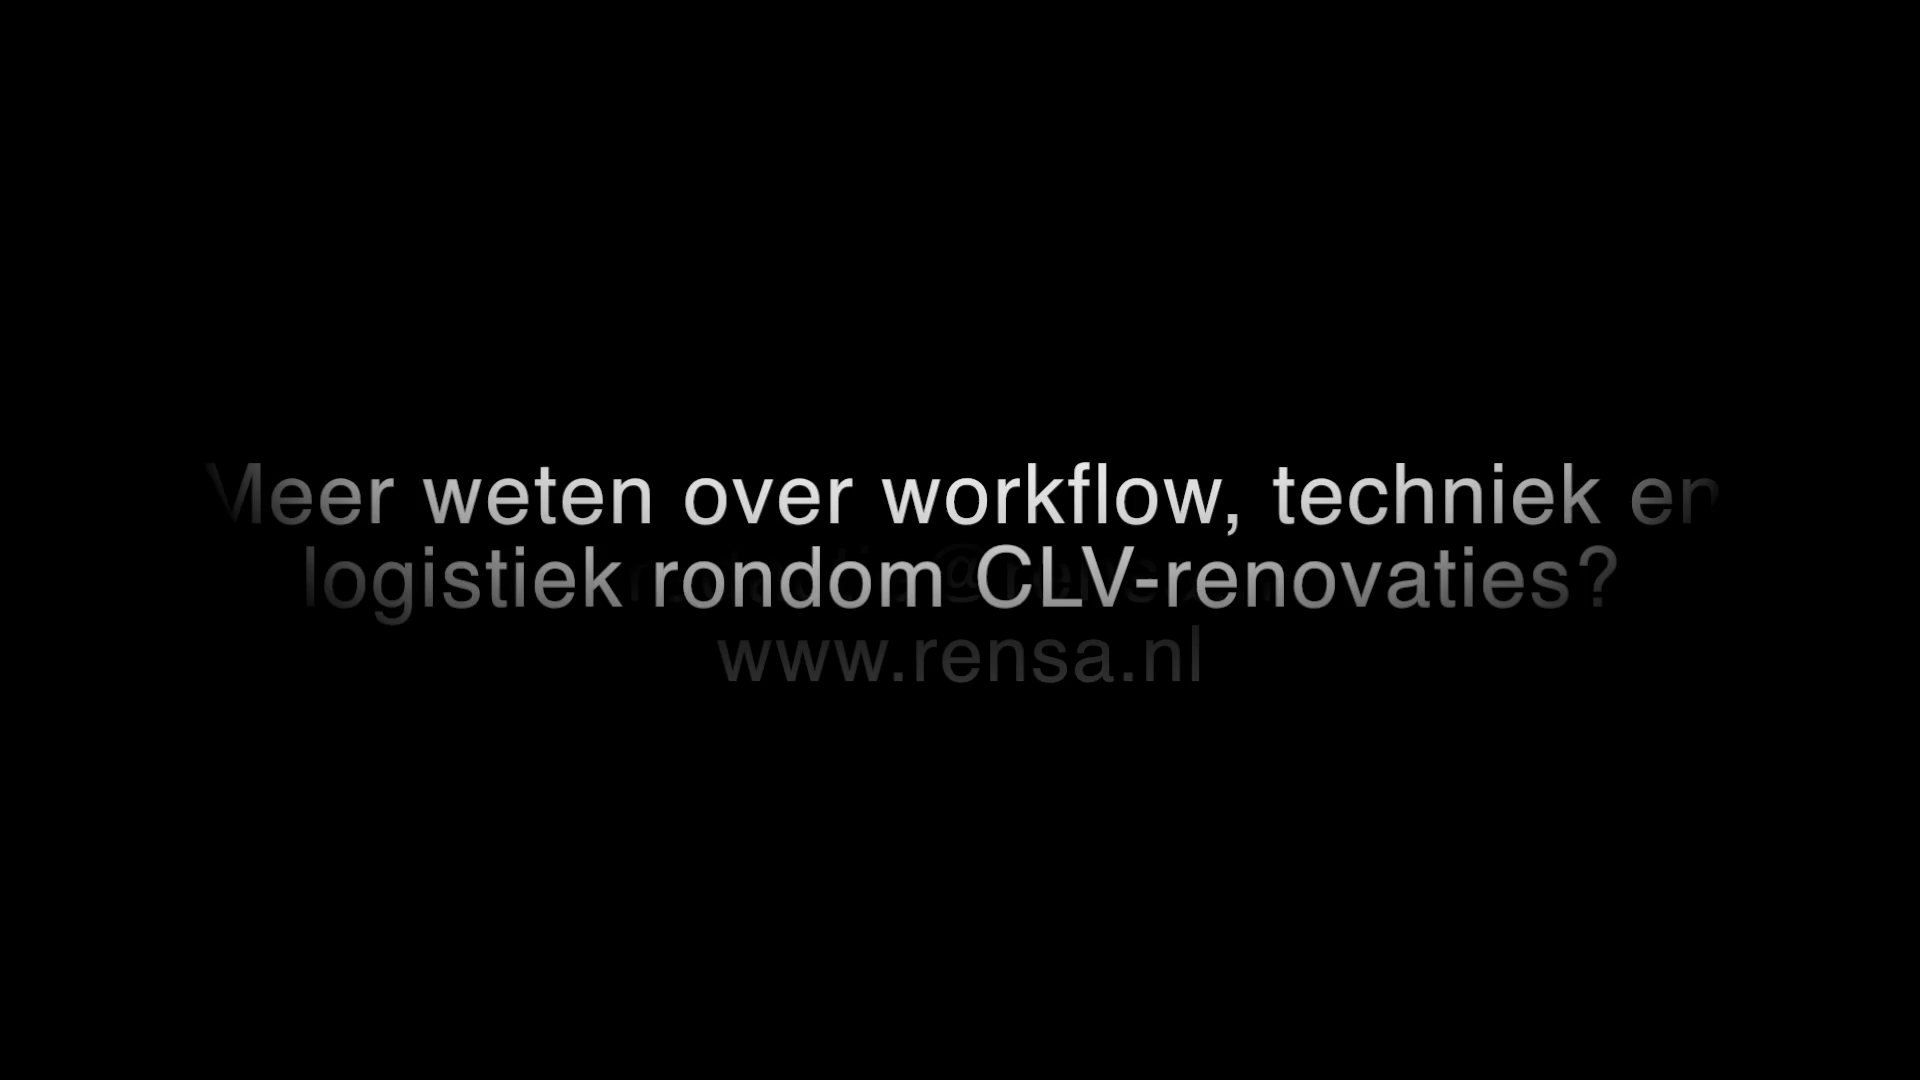 Meer weten over workflow, techniek en
logistiek rondom CLV-renovaties?
www.rensa.nl